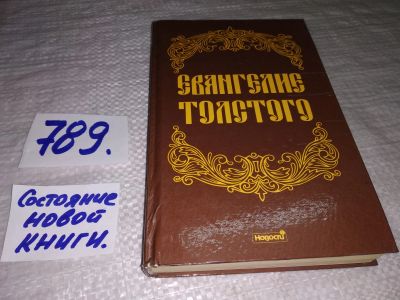 789.
Состояние
новой
книги.
ЕВАНГЕЛИЕ
ТОЛСТОГО
Новости